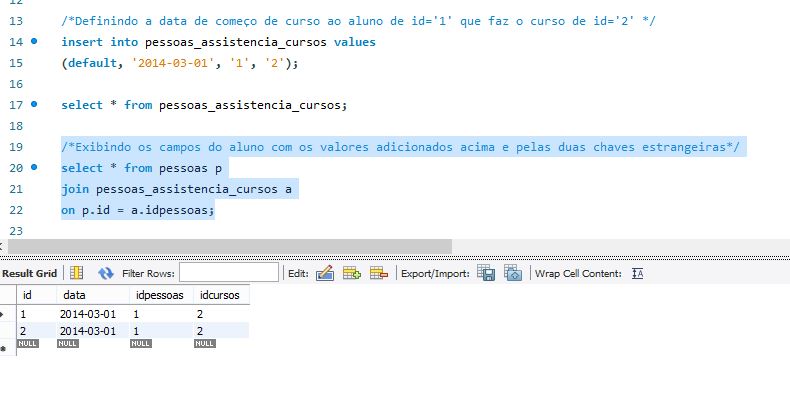 12
13 /*Definindo a data de começo de curso ao aluno de id='1' que faz o curso de id='2' */
14 insert into pessoas_assistencia_cursos values
15 (default, '2014-03-01', '1', '2');
16
17 select * from pessoas_assistencia_cursos;
18
19 /*Exibindo os campos do aluno com os valores adicionados acima e pelas duas chaves estrangeiras*/
20 select * from pessoas p
21 join pessoas_assistencia_cursos a
22 on p.id = a.idpessoas;
23
Result Grid Filter Rows: Edit: Export/Import: Wrap Cell Content: IA
id data idpessoas idcursos
1 2014-03-01 1 2
2 2014-03-01 1 2
NULL NULL NULL NULL